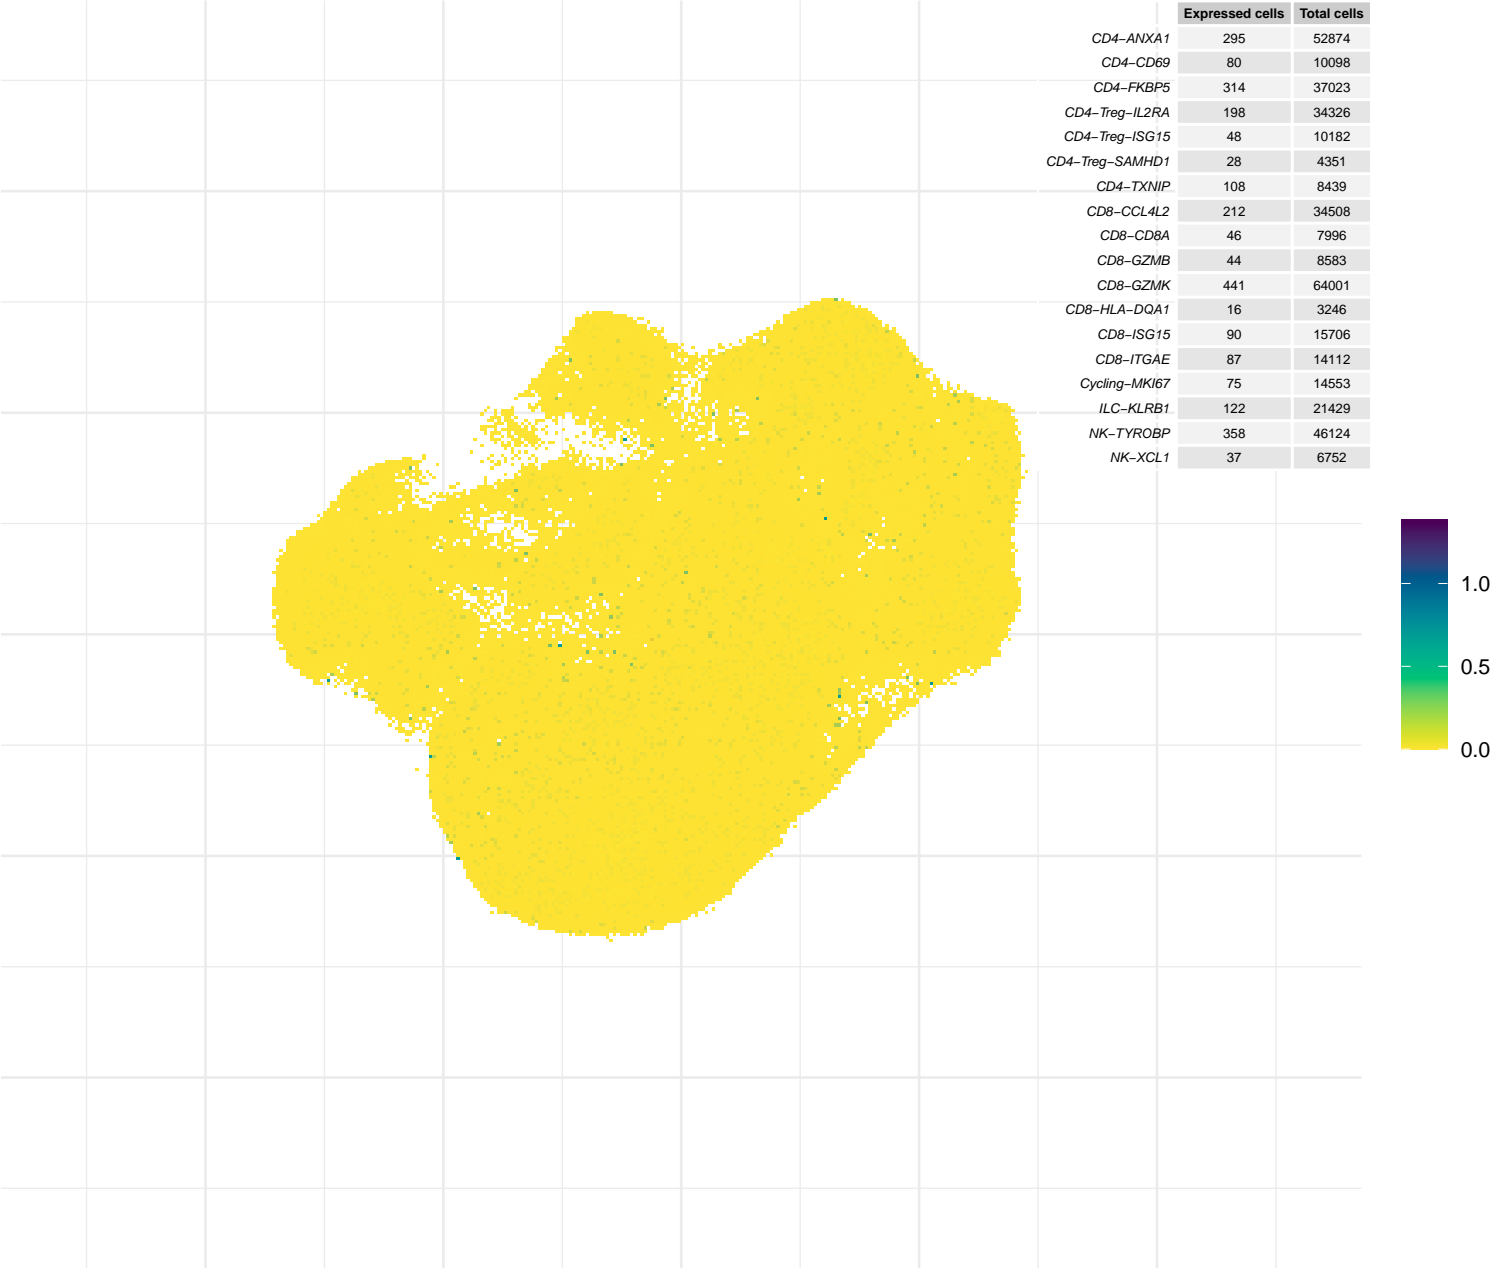 Expressed cells Total cells
CD4−ANXA1 295 52874
CD4−CD69 80 10098
CD4−FKBP5 314 37023
CD4−Treg−IL2RA 198 34326
CD4−Treg−ISG15 48 10182
CD4−Treg−SAMHD1 28 4351
CD4−TXNIP 108 8439
CD8−CCL4L2 212 34508
CD8−CD8A 46 7996
CD8−GZMB 44 8583
CD8−GZMK 441 64001
CD8−HLA−DQA1 16 3246
CD8−ISG15 90 15706
CD8−ITGAE 87 14112
Cycling−MKI67 75 14553
ILC−KLRB1 122 21429
NK−TYROBP 358 46124
NK−XCL1 37 6752
1.0
0.5
0.0